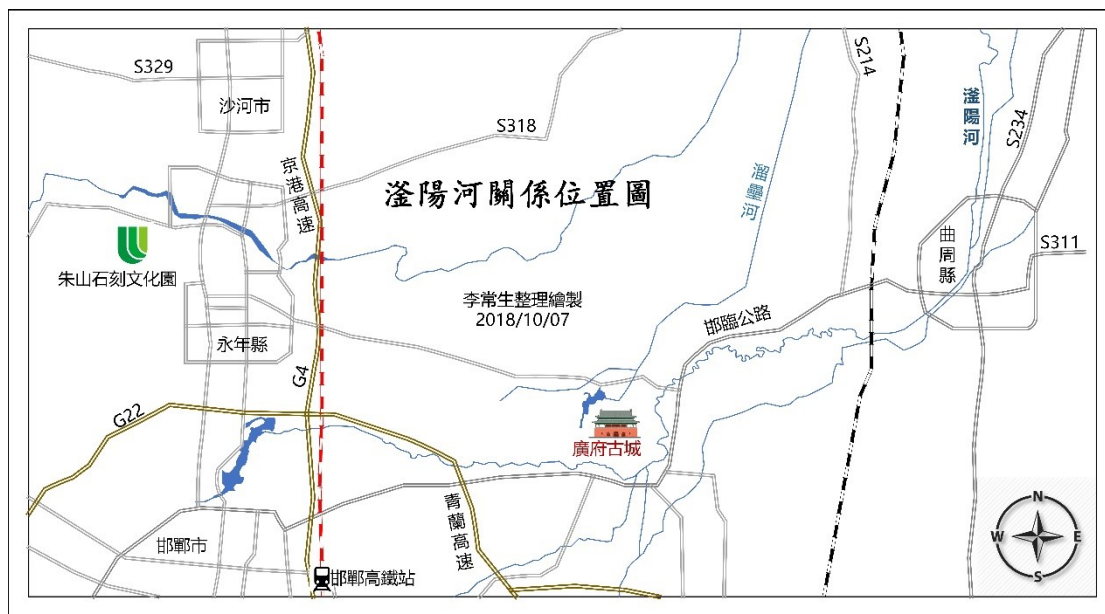 S329
沙河市
S318
S214
滏陽河
S234
京港高速
滏陽河關係位置圖
溜壘河
曲周縣
S311
朱山石刻文化園
李常生整理繪製
2018/10/07
邯臨公路
永年縣
G4
G22
廣府古城
青蘭高速
邯鄲市
邯鄲高鐵站
N
W
E
S